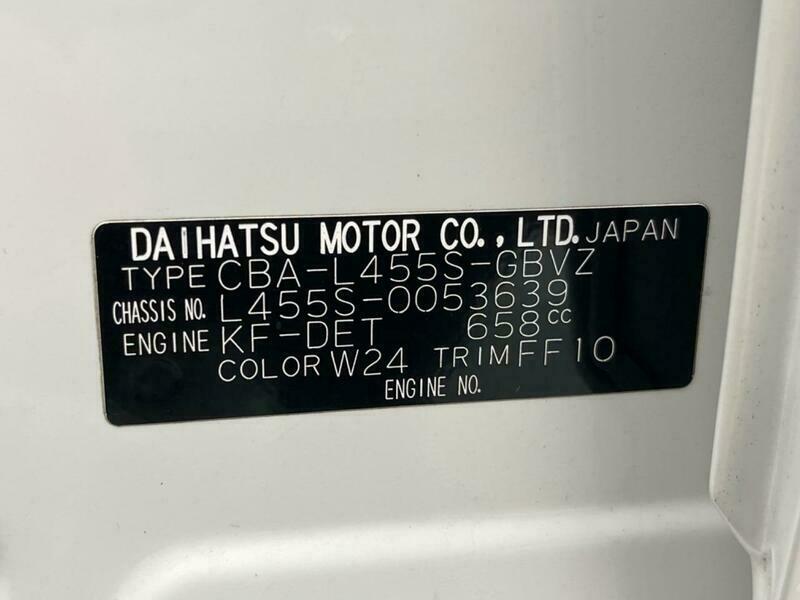 DAIHATSU MOTOR CO., LTD. JAPAN
TYPE CBA-L455S-GBVZ
CHASSIS NO. L455S-0053639
ENGINE KF-DET 658cc
COLOR W24 TRIM FF10
ENGINE NO.